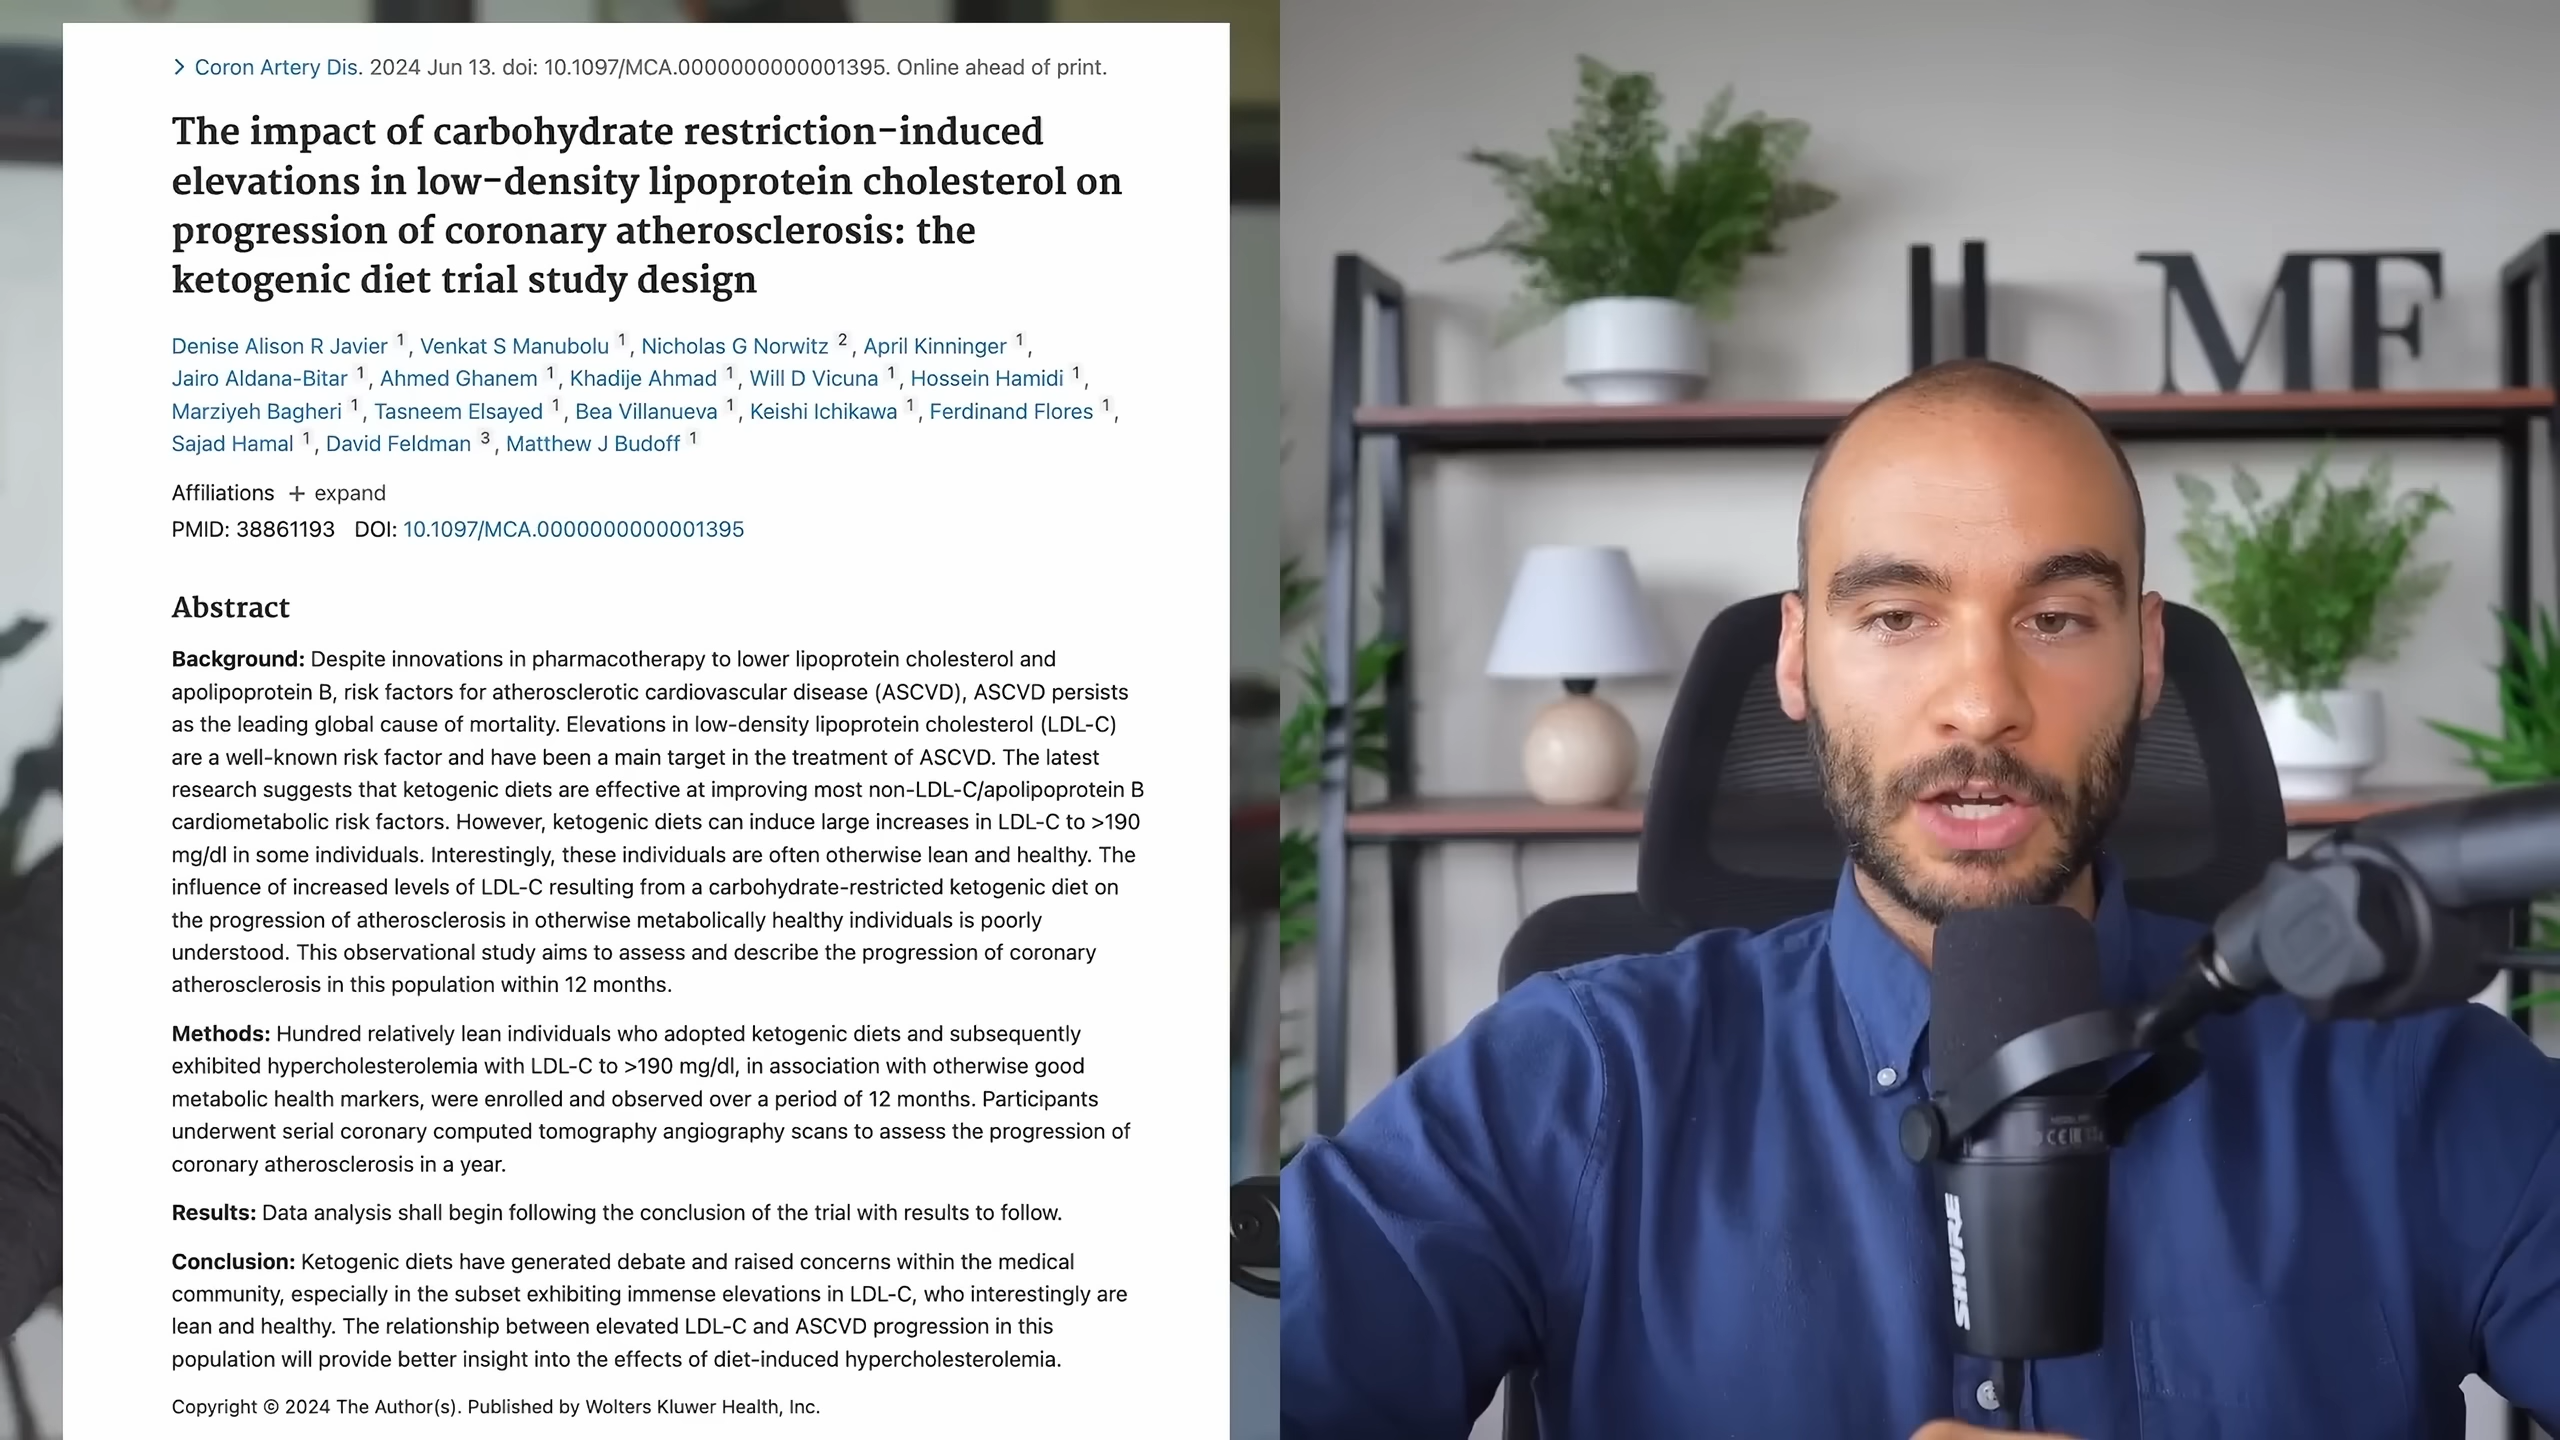 > Coron Artery Dis. 2024 Jun 13. doi: 10.1097/MCA.0000000000001395. Online ahead of print.
The impact of carbohydrate restriction-induced
elevations in low-density lipoprotein cholesterol on
progression of coronary atherosclerosis: the
ketogenic diet trial study design
Denise Alison R Javier 1, Venkat S Manubolu 1, Nicholas G Norwitz 2, April Kinninger 1,
Jairo Aldana-Bitar 1, Ahmed Ghanem 1, Khadije Ahmad 1, Will D Vicuna 1, Hossein Hamidi 1,
Marziyeh Bagheri 1, Tasneem Elsayed 1, Bea Villanueva 1, Keishi Ichikawa 1, Ferdinand Flores 1,
Sajad Hamal 1, David Feldman 3, Matthew J Budoff 1
Affiliations + expand
PMID: 38861193 DOI: 10.1097/MCA.0000000000001395
Abstract
Background: Despite innovations in pharmacotherapy to lower lipoprotein cholesterol and
apolipoprotein B, risk factors for atherosclerotic cardiovascular disease (ASCVD), ASCVD persists
as the leading global cause of mortality. Elevations in low-density lipoprotein cholesterol (LDL-C)
are a well-known risk factor and have been a main target in the treatment of ASCVD. The latest
research suggests that ketogenic diets are effective at improving most non-LDL-C/apolipoprotein B
cardiometabolic risk factors. However, ketogenic diets can induce large increases in LDL-C to >190
mg/dl in some individuals. Interestingly, these individuals are often otherwise lean and healthy. The
influence of increased levels of LDL-C resulting from a carbohydrate-restricted ketogenic diet on
the progression of atherosclerosis in otherwise metabolically healthy individuals is poorly
understood. This observational study aims to assess and describe the progression of coronary
atherosclerosis in this population within 12 months.
Methods: Hundred relatively lean individuals who adopted ketogenic diets and subsequently
exhibited hypercholesterolemia with LDL-C to >190 mg/dl, in association with otherwise good
metabolic health markers, were enrolled and observed over a period of 12 months. Participants
underwent serial coronary computed tomography angiography scans to assess the progression of
coronary atherosclerosis in a year.
Results: Data analysis shall begin following the conclusion of the trial with results to follow.
Conclusion: Ketogenic diets have generated debate and raised concerns within the medical
community, especially in the subset exhibiting immense elevations in LDL-C, who interestingly are
lean and healthy. The relationship between elevated LDL-C and ASCVD progression in this
population will provide better insight into the effects of diet-induced hypercholesterolemia.
Copyright © 2024 The Author(s). Published by Wolters Kluwer Health, Inc.
MF
SHURE